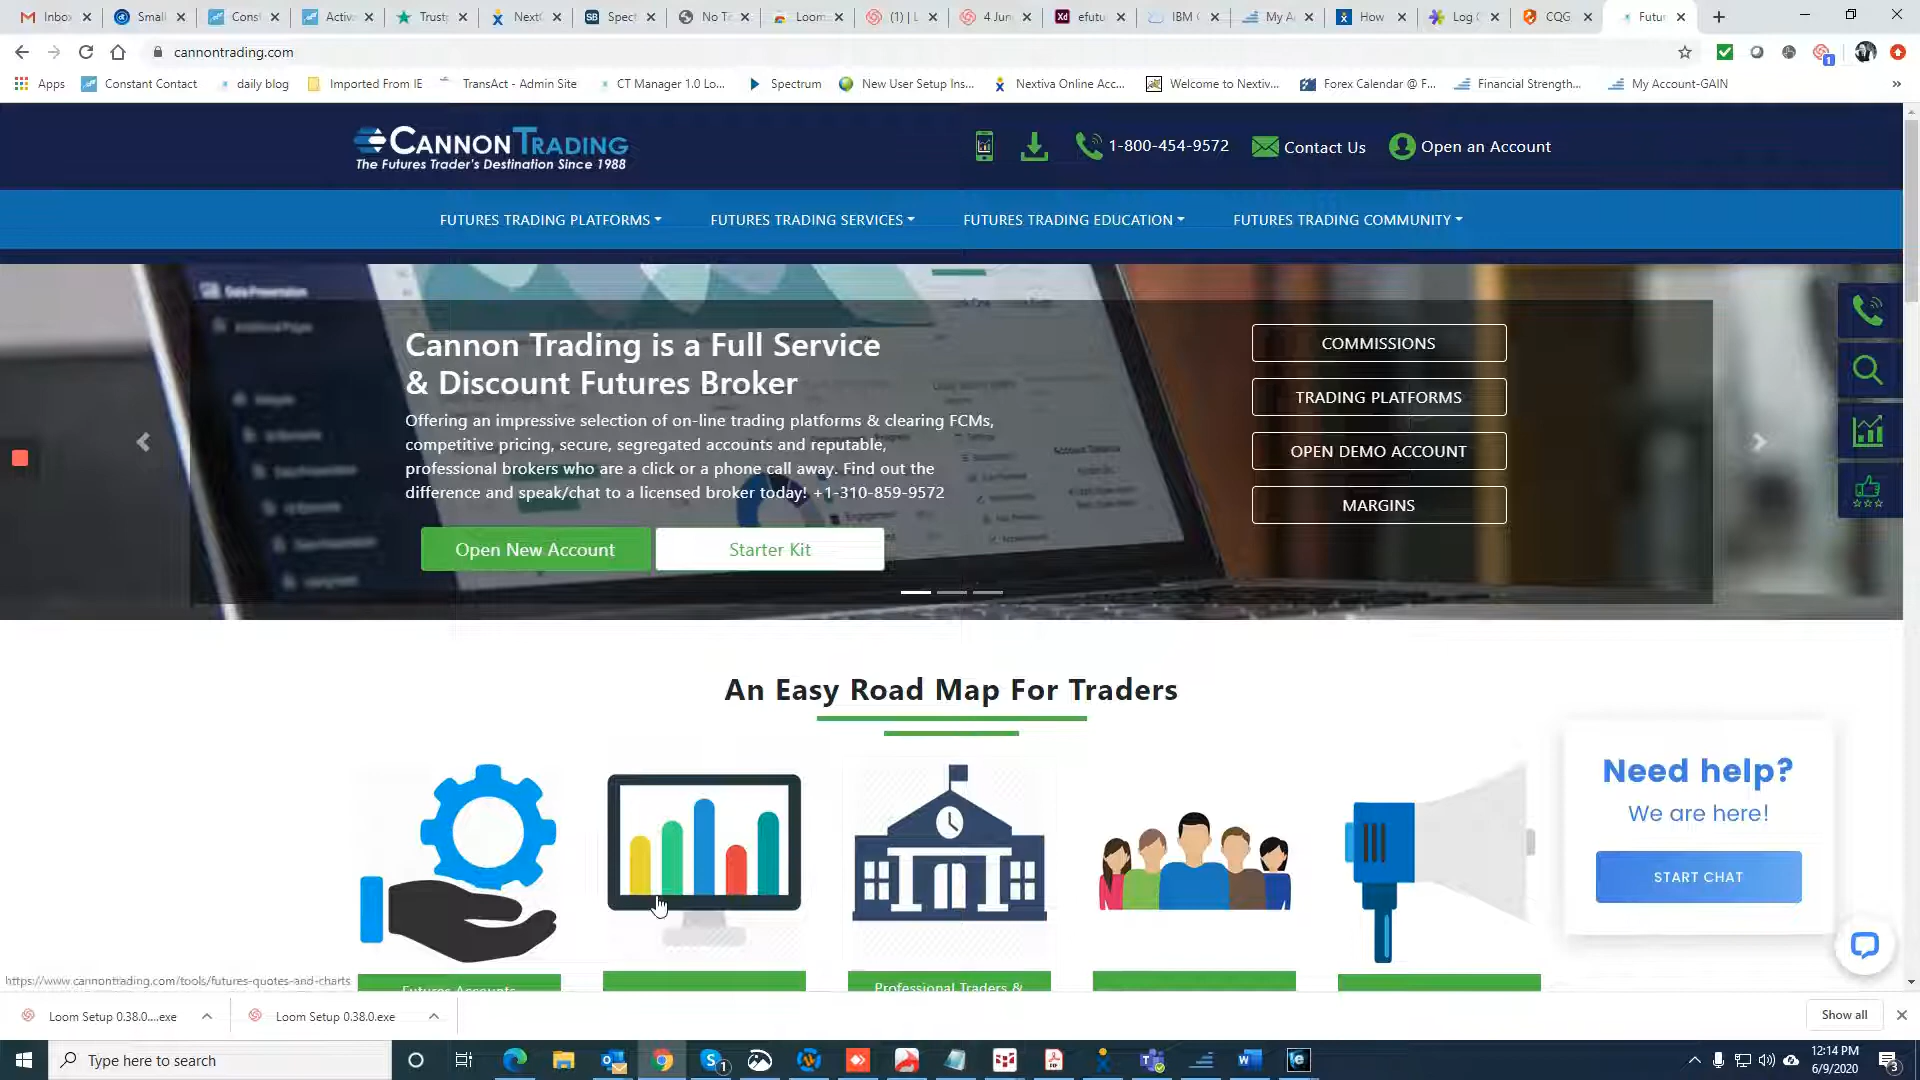 Inbo
Small
Const
Activ
Trust
Next
Spect
No T
Loom
(1) | L
4 Jun
efutu
IBM
My A
How
Log
CQG
Futu
cannontrading.com
Apps
Constant Contact
daily blog
Imported From IE
TransAct - Admin Site
CT Manager 1.0 Lo...
Spectrum
New User Setup Ins...
Nextiva Online Acc...
Welcome to Nextiv...
Forex Calendar @ F...
Financial Strength...
My Account-GAIN
»
CANNONTRADING
The Futures Trader's Destination Since 1988
1-800-454-9572
Contact Us
Open an Account
FUTURES TRADING PLATFORMS
FUTURES TRADING SERVICES
FUTURES TRADING EDUCATION
FUTURES TRADING COMMUNITY
Data Presentation
Cannon Trading is a Full Service
& Discount Futures Broker
Offering an impressive selection of on-line trading platforms & clearing FCMs,
competitive pricing, secure, segregated accounts and reputable,
professional brokers who are a click or a phone call away. Find out the
difference and speak/chat to a licensed broker today! +1-310-859-9572
Open New Account
Starter Kit
COMMISSIONS
TRADING PLATFORMS
OPEN DEMO ACCOUNT
MARGINS
An Easy Road Map For Traders
Need help?
We are here!
START CHAT
Futures Accounts
Professional Traders &
https://www.cannontrading.com/tools/futures-quotes-and-charts
Loom Setup 0.38.0....exe
Loom Setup 0.38.0.exe
Show all
Type here to search
12:14 PM
6/9/2020
3